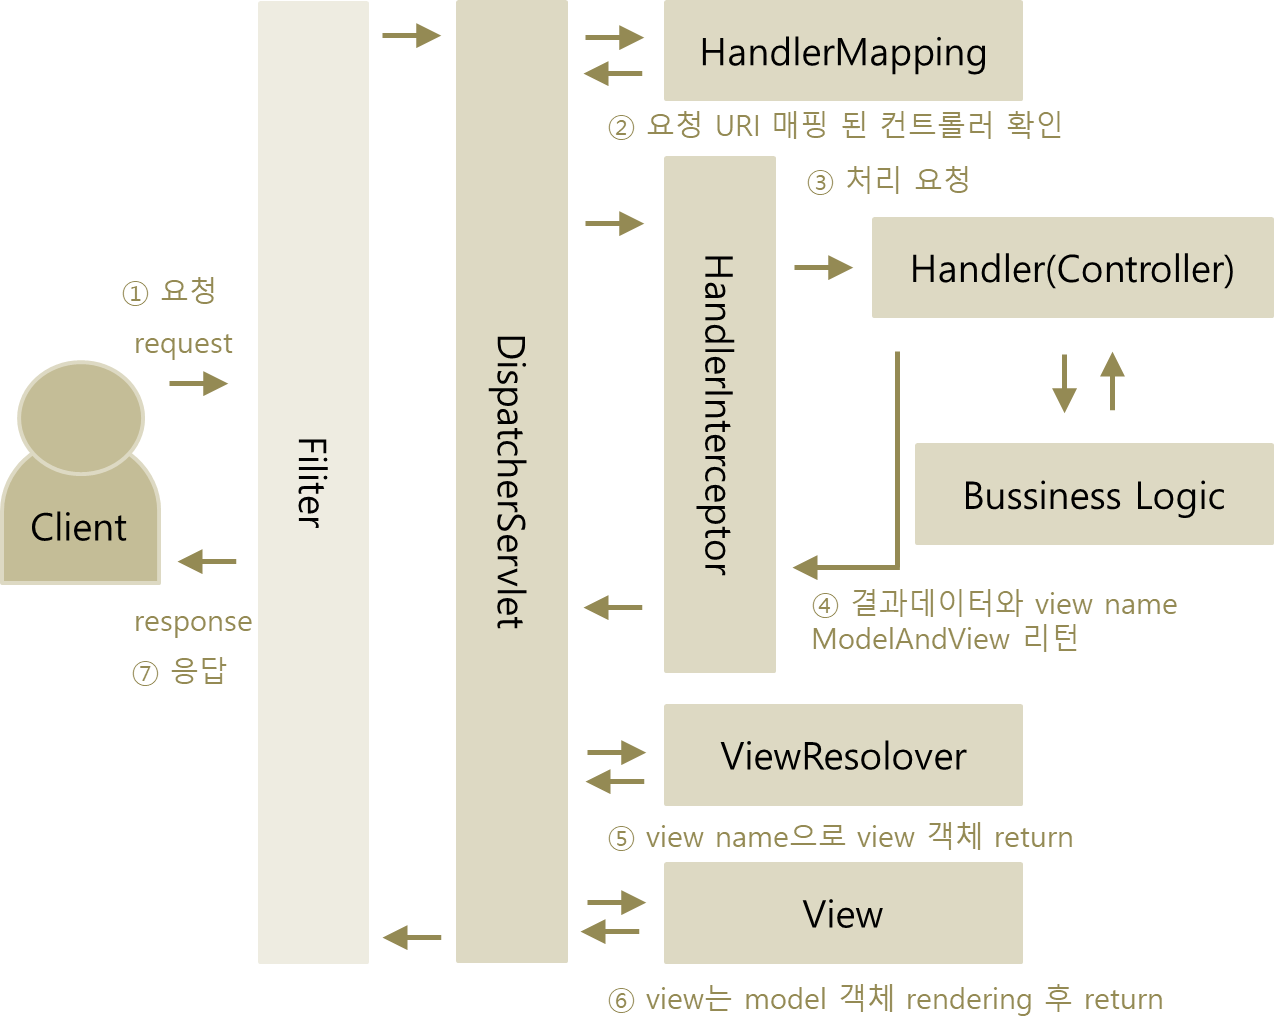 HandlerMapping
② 요청 URI 매핑 된 컨트롤러 확인
③ 처리 요청
Handler(Controller)
HandlerInterceptor
① 요청
request
DispatcherServlet
Filiter
Client
Bussiness Logic
response
⑦ 응답
④ 결과데이터와 view name
ModelAndView 리턴
ViewResolover
⑤ view name으로 view 객체 return
View
⑥ view는 model 객체 rendering 후 return